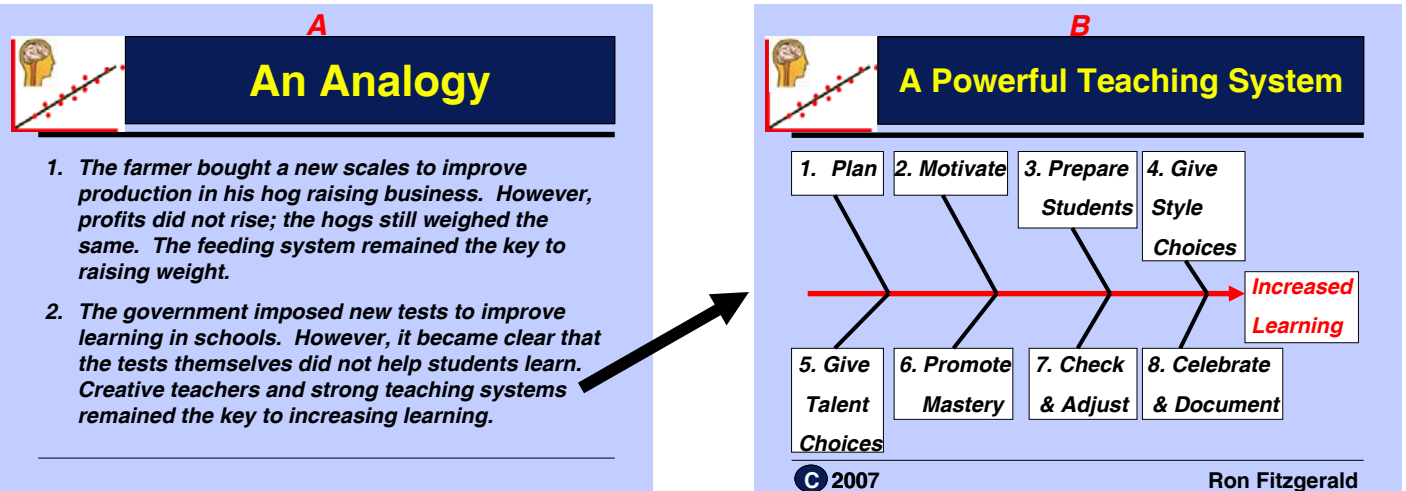 A
An Analogy
1. The farmer bought a new scales to improve
production in his hog raising business. However,
profits did not rise; the hogs still weighed the
same. The feeding system remained the key to
raising weight.
2. The government imposed new tests to improve
learning in schools. However, it became clear that
the tests themselves did not help students learn.
Creative teachers and strong teaching systems
remained the key to increasing learning.
B
A Powerful Teaching System
1. Plan
2. Motivate
3. Prepare
Students
4. Give
Style
Choices
Increased
Learning
5. Give
Talent
Choices
6. Promote
Mastery
7. Check
& Adjust
8. Celebrate
& Document
C 2007
Ron Fitzgerald